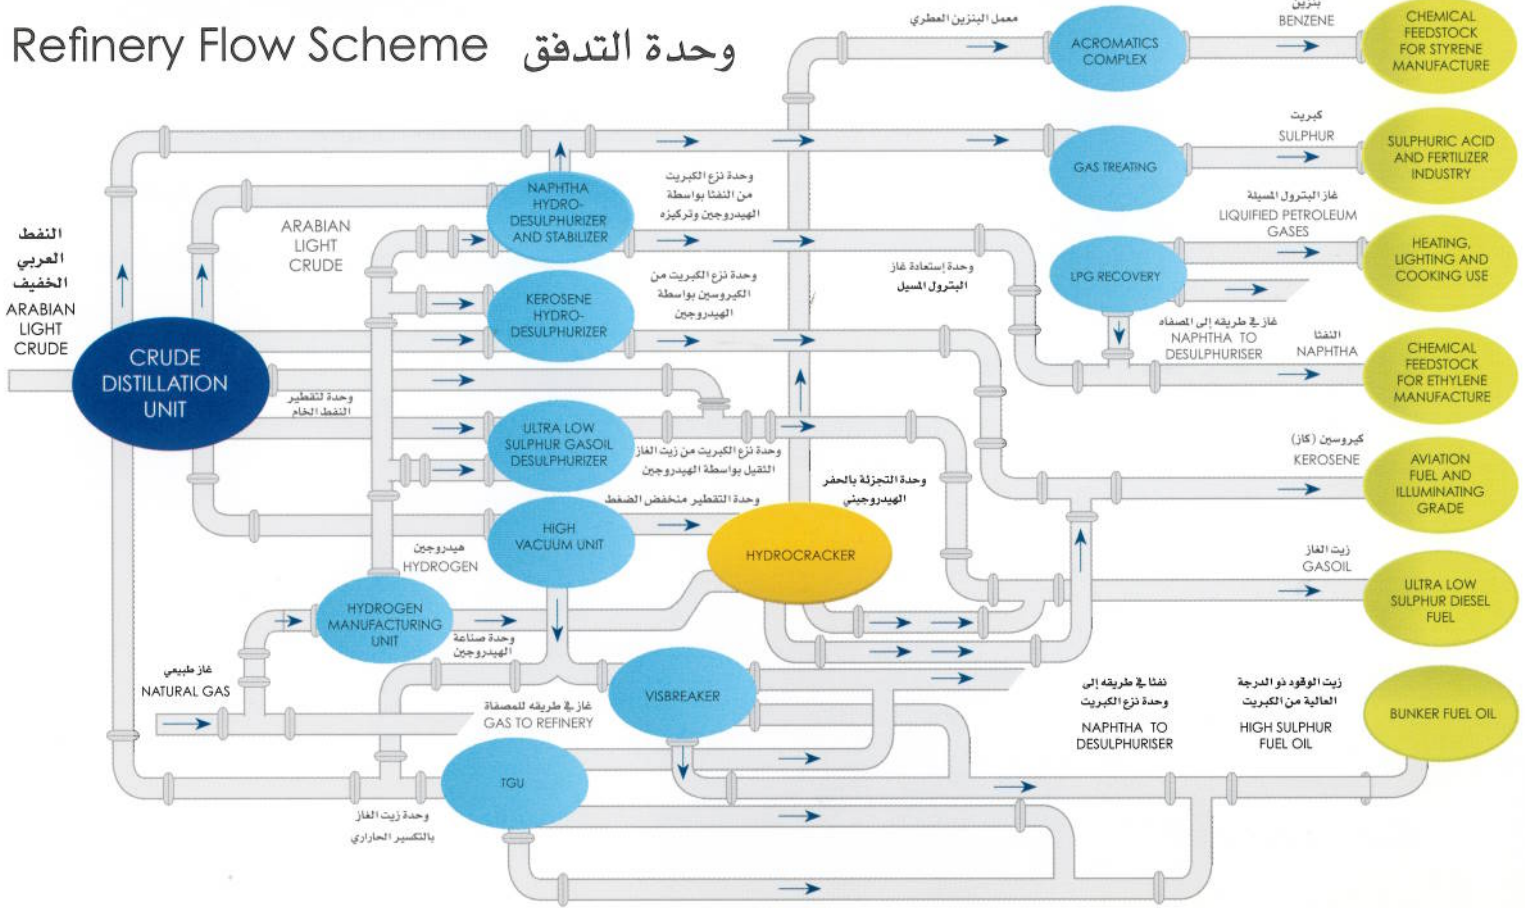 Refinery Flow Scheme وحدة التدفق
معمل البنزين العطري
ACROMATICS
COMPLEX
بنزين
BENZENE
CHEMICAL
FEEDSTOCK
FOR STYRENE
MANUFACTURE
GAS TREATING
كبريت
SULPHUR
SULPHURIC ACID
AND FERTILIZER
INDUSTRY
NAPHTHA
HYDRO-
DESULPHURIZER
AND STABILIZER
وحدة نزع الكبريت
من النفثا بواسطة
الهيدروجين وتركيزه
ARABIAN
LIGHT
CRUDE
النفط
العربي
الخفيف
ARABIAN
LIGHT
CRUDE
غاز البترول المسيلة
LIQUIFIED PETROLEUM
GASES
LPG RECOVERY
HEATING,
LIGHTING AND
COOKING USE
وحدة إستعادة غاز
البترول المسيل
KEROSENE
HYDRO-
DESULPHURIZER
وحدة نزع الكبريت من
الكيروسين بواسطة
الهيدروجين
غاز في طريقه إلى المصفاه
NAPHTHA TO
DESULPHURISER
النفثا
NAPHTHA
CHEMICAL
FEEDSTOCK
FOR ETHYLENE
MANUFACTURE
CRUDE
DISTILLATION
UNIT
وحدة لتقطير
النفط الخام
ULTRA LOW
SULPHUR GASOIL
DESULPHURIZER
وحدة نزع الكبريت من زيت الغاز
الثقيل بواسطة الهيدروجين
كيروسين (كاز)
KEROSENE
AVIATION
FUEL AND
ILLUMINATING
GRADE
وحدة التقطير منخفض الضغط
HIGH
VACUUM UNIT
وحدة التجزئة بالحفر
الهيدروجيني
HYDROCRACKER
هيدروجين
HYDROGEN
زيت الغاز
GASOIL
ULTRA LOW
SULPHUR DIESEL
FUEL
HYDROGEN
MANUFACTURING
UNIT
وحدة صناعة
الهيدروجين
غاز طبيعي
NATURAL GAS
غاز في طريقه للمصفاة
GAS TO REFINERY
VISBREAKER
نفثا في طريقه إلى
وحدة نزع الكبريت
NAPHTHA TO
DESULPHURISER
زيت الوقود ذو الدرجة
العالية من الكبريت
HIGH SULPHUR
FUEL OIL
BUNKER FUEL OIL
TGU
وحدة زيت الغاز
بالتكسير الحاراري